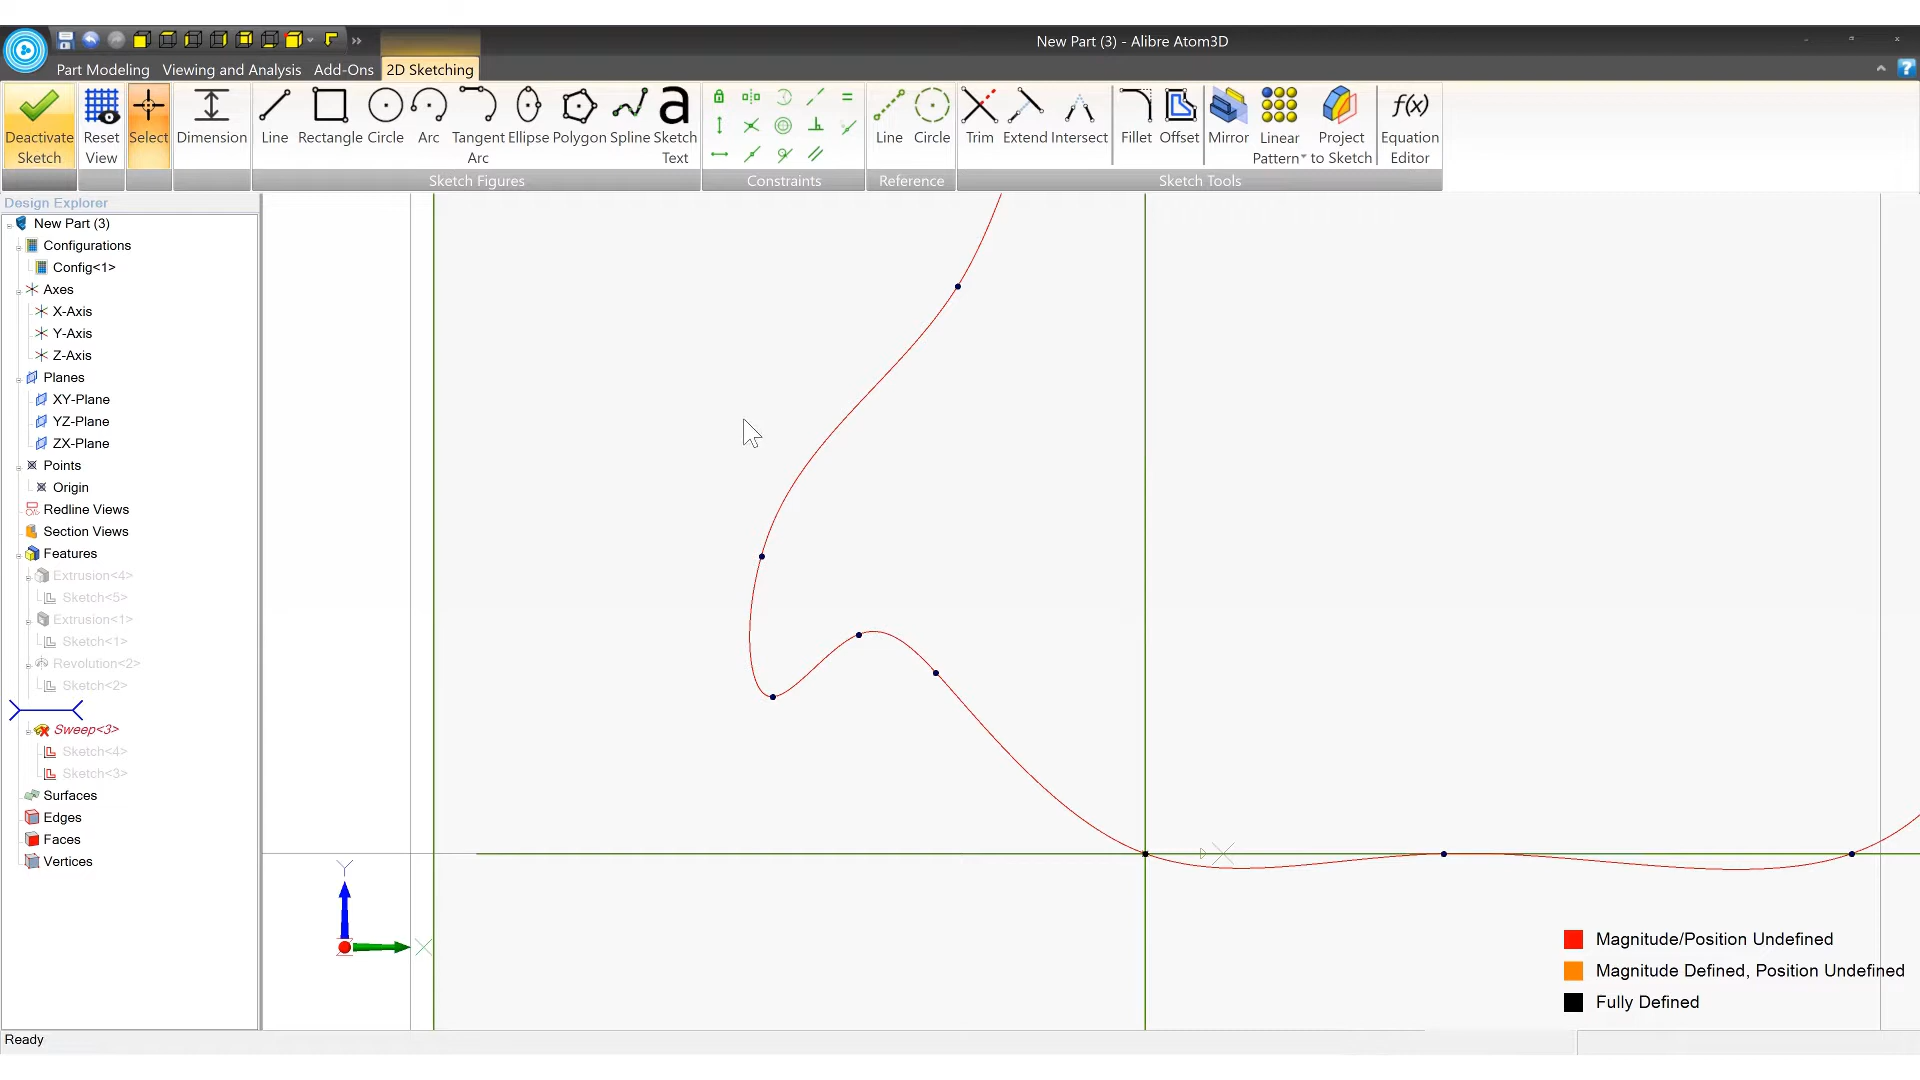 New Part (3) - Alibre Atom3D
Part Modeling Viewing and Analysis Add-Ons 2D Sketching
Deactivate Sketch
Reset View
Select
Dimension
Line
Rectangle
Circle
Arc
Tangent Arc
Ellipse
Polygon
Spline
Sketch Text
Line
Circle
Trim
Extend
Intersect
Fillet
Offset
Mirror
Linear Pattern
Project to Sketch
f(x)
Equation Editor
Sketch Figures
Constraints
Reference
Sketch Tools
Design Explorer
New Part (3)
Configurations
Config<1>
Axes
X-Axis
Y-Axis
Z-Axis
Planes
XY-Plane
YZ-Plane
ZX-Plane
Points
Origin
Redline Views
Section Views
Features
Extrusion<4>
Sketch<5>
Extrusion<1>
Sketch<1>
Revolution<2>
Sketch<2>
Sweep<3>
Sketch<4>
Sketch<3>
Surfaces
Edges
Faces
Vertices
Y
X
Z
X
Magnitude/Position Undefined
Magnitude Defined, Position Undefined
Fully Defined
Ready